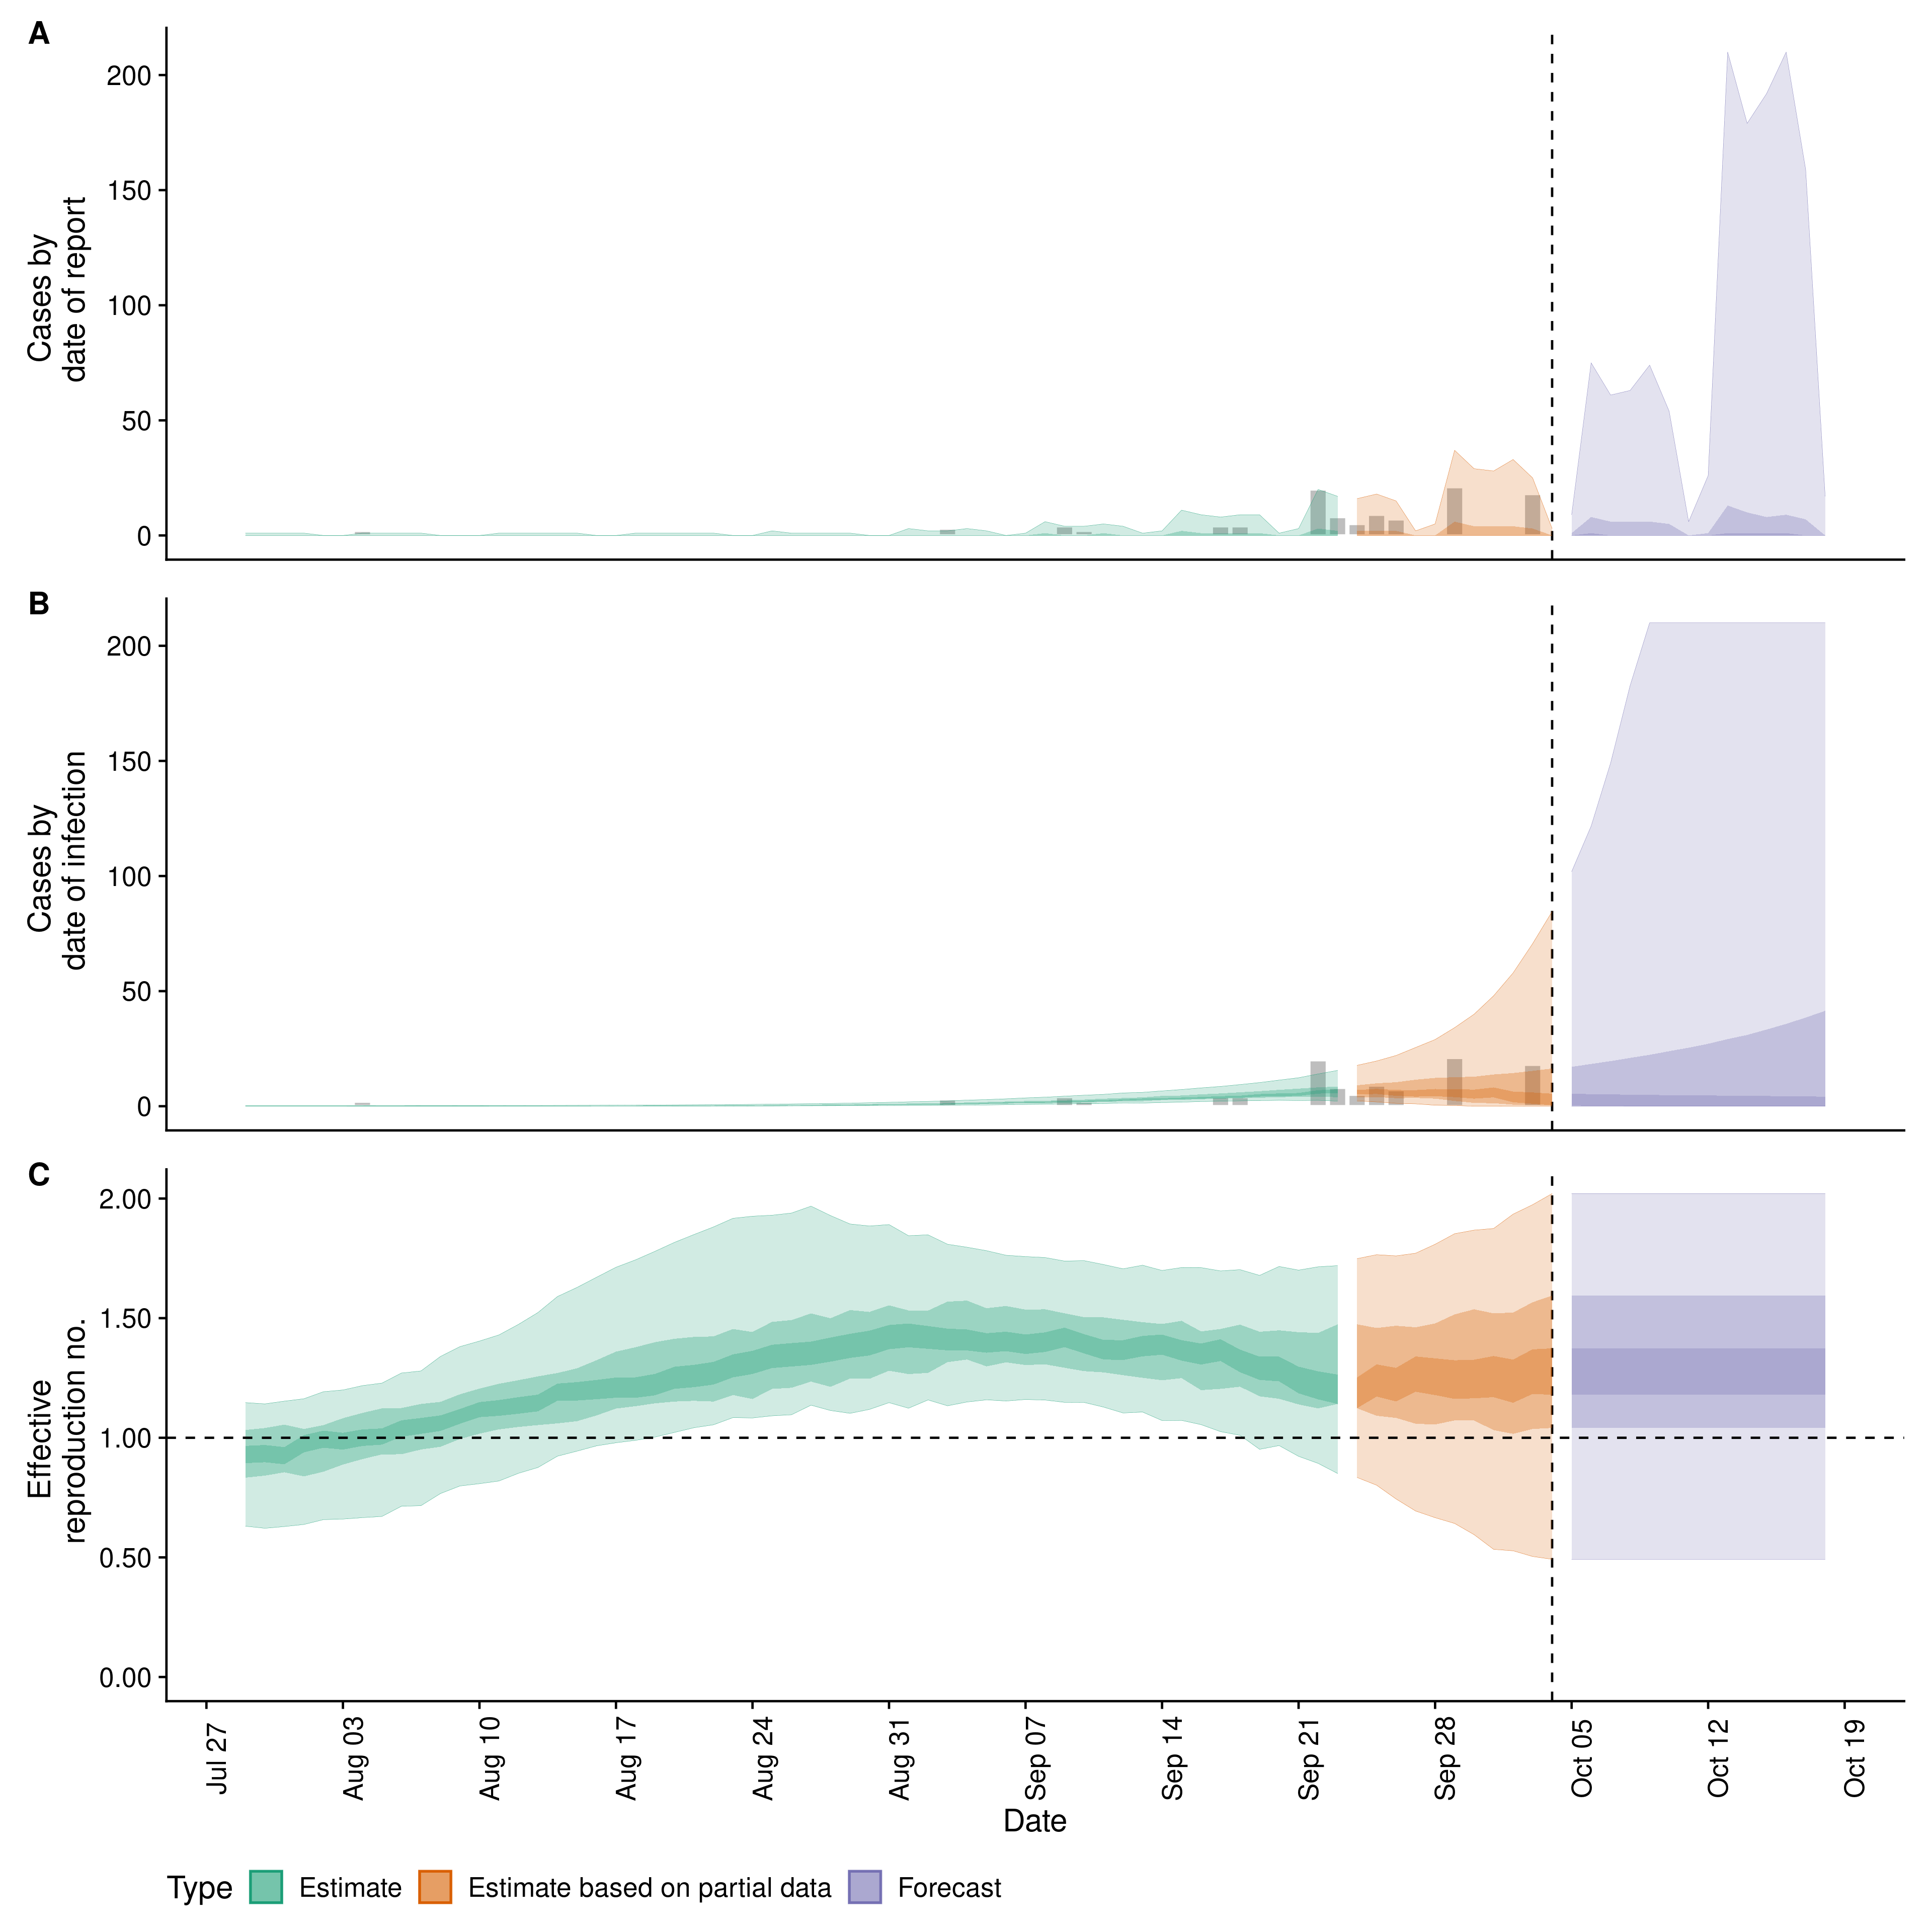 A
Cases by
date of report
200
150
100
50
0
B
Cases by
date of infection
200
150
100
50
0
C
Effective
reproduction no.
2.00
1.50
1.00
0.50
0.00
Jul 27
Aug 03
Aug 10
Aug 17
Aug 24
Aug 31
Sep 07
Sep 14
Sep 21
Sep 28
Oct 05
Oct 12
Oct 19
Date
Type
Estimate
Estimate based on partial data
Forecast